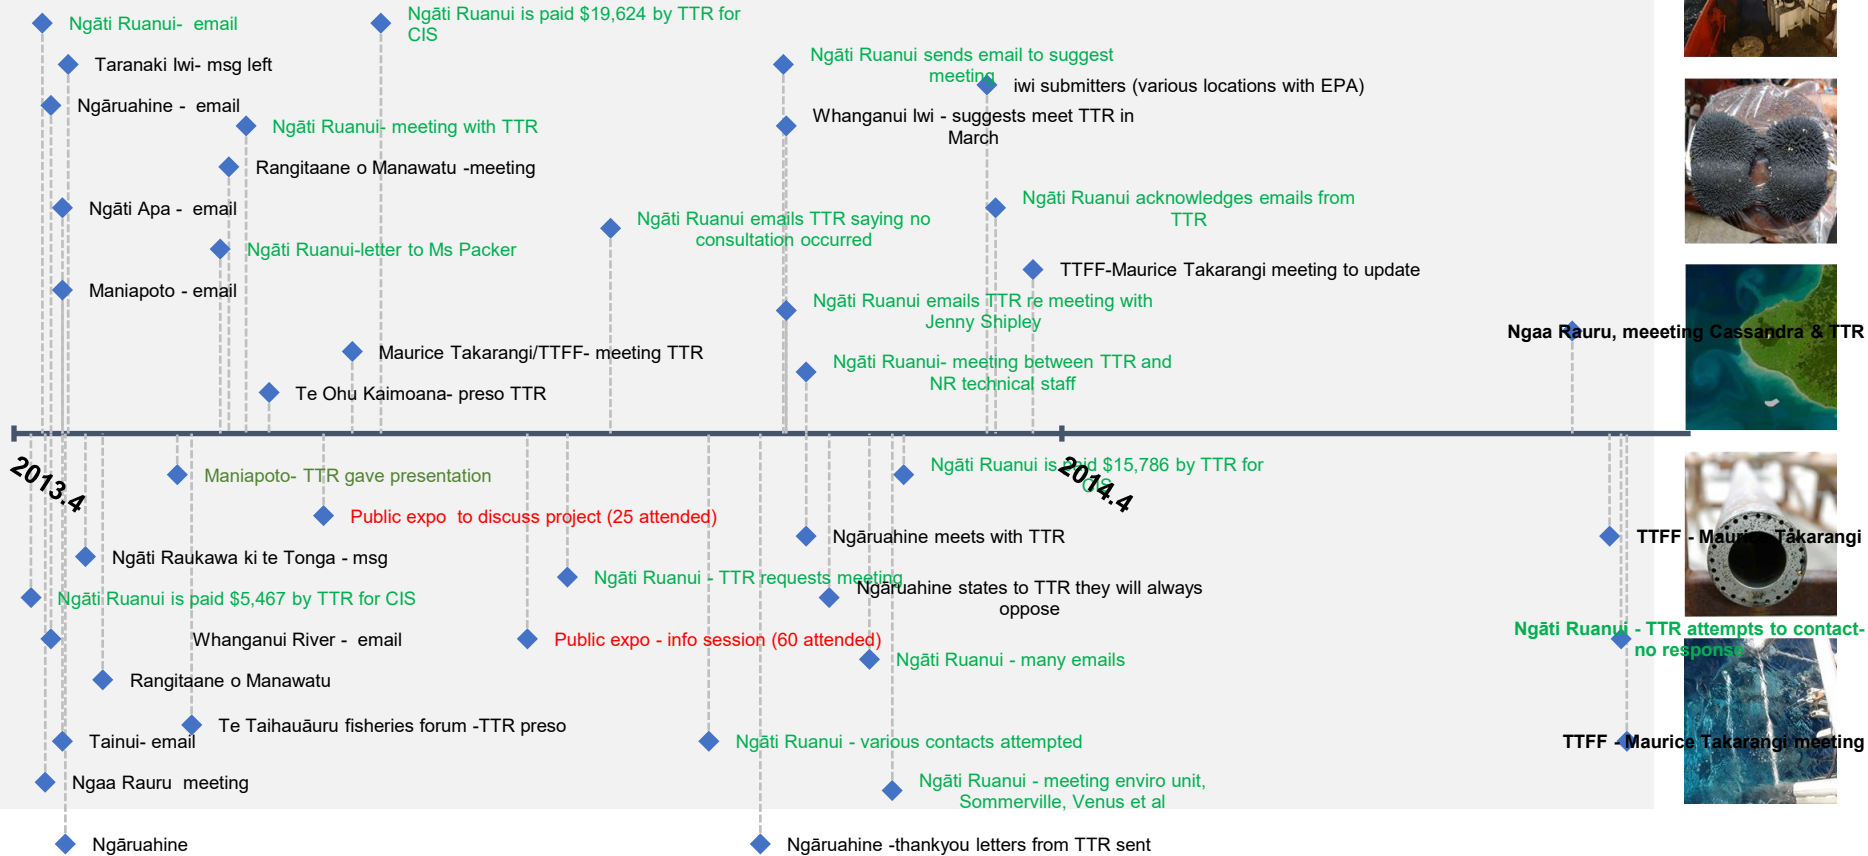 Ngāti Ruanui-  email
Ngāti Ruanui is paid $19,624 by TTR for
CIS
Taranaki Iwi- msg left
Ngāti Ruanui sends email to suggest
meeting
iwi submitters (various locations with EPA)
Ngāruahine -  email
Ngāti Ruanui- meeting with TTR
Whanganui Iwi - suggests meet TTR in
March
Rangitaane o Manawatu -meeting
Ngāti Apa -  email
Ngāti Ruanui emails TTR saying no
consultation occurred
Ngāti Ruanui acknowledges emails from
TTR
Ngāti Ruanui-letter to Ms Packer
TTFF-Maurice Takarangi meeting to update
Maniapoto - email
Ngāti Ruanui emails TTR re meeting with
Jenny Shipley
Ngaa Rauru, meeeting Cassandra & TTR
Maurice Takarangi/TTFF- meeting TTR
Ngāti Ruanui- meeting between TTR and
NR technical staff
Te Ohu Kaimoana- preso TTR
2013.4
2014.4
Maniapoto- TTR gave presentation
Ngāti Ruanui is paid $15,786 by TTR for
CIS
Public expo  to discuss project (25 attended)
Ngāruahine meets with TTR
TTFF - Maurice Takarangi
Ngāti Raukawa ki te Tonga - msg
Ngāti Ruanui - TTR requests meeting
Ngāruahine states to TTR they will always
oppose
Ngāti Ruanui is paid $5,467 by TTR for CIS
Whanganui River -  email
Public expo - info session (60 attended)
Ngāti Ruanui - TTR attempts to contact-
no response
Ngāti Ruanui - many emails
Rangitaane o Manawatu
Te Taihauāuru fisheries forum -TTR preso
Tainui- email
Ngāti Ruanui - various contacts attempted
TTFF - Maurice Takarangi meeting
Ngaa Rauru  meeting
Ngāti Ruanui - meeting enviro unit,
Sommerville, Venus et al
Ngāruahine
Ngāruahine -thankyou letters from TTR sent